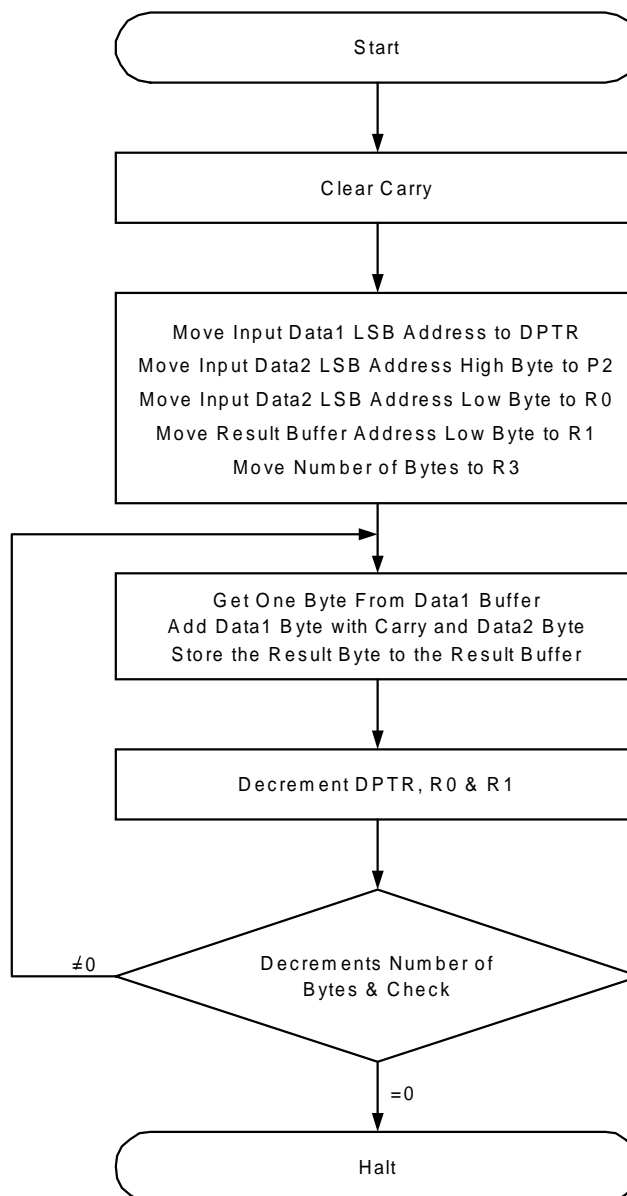 Start
Clear Carry
Move Input Data1 LSB Address to DPTR
Move Input Data2 LSB Address High Byte to P2
Move Input Data2 LSB Address Low Byte to R0
Move Result Buffer Address Low Byte to R1
Move Number of Bytes to R3
Get One Byte From Data1 Buffer
Add Data1 Byte with Carry and Data2 Byte
Store the Result Byte to the Result Buffer
Decrement DPTR, R0 & R1
Decrements Number of
Bytes & Check
≠0
=0
Halt